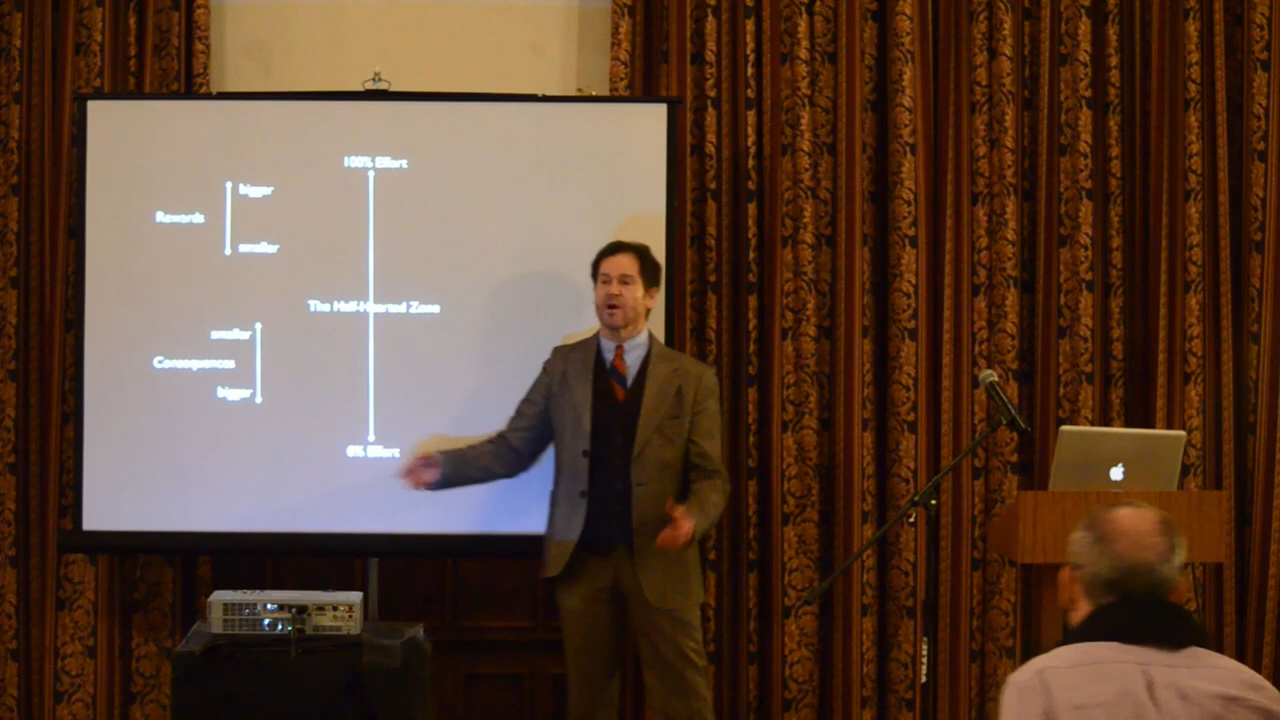 100% Effort
bigger
Rewards
smaller
The Half-Hearted Zone
smaller
Consequences
bigger
0% Effort